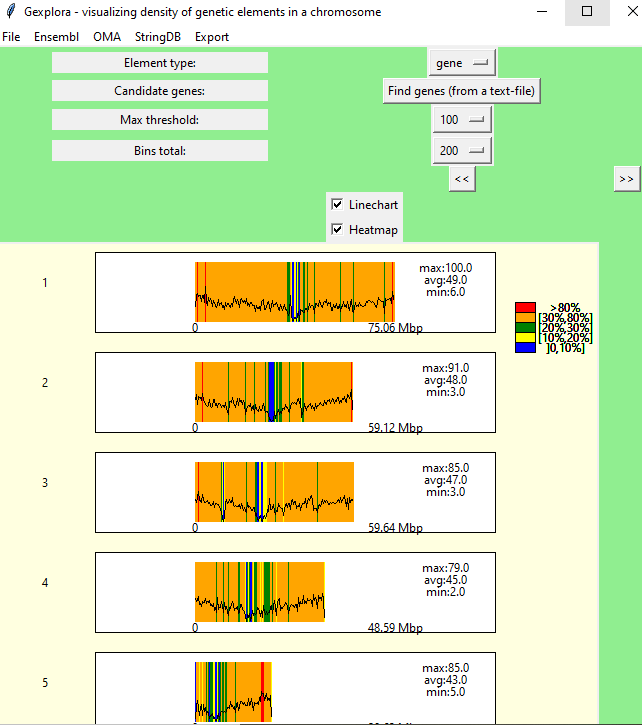 Gexplora - visualizing density of genetic elements in a chromosome
File Ensembl OMA StringDB Export
Element type: gene
Candidate genes: Find genes (from a text-file)
Max threshold: 100
Bins total: 200
<< >>
Linechart
Heatmap
1
max:100.0
avg:49.0
min:6.0
0 75.06 Mbp
>80%
[30%,80%]
[20%,30%]
[10%,20%]
]0,10%]
2
max:91.0
avg:48.0
min:3.0
0 59.12 Mbp
3
max:85.0
avg:47.0
min:3.0
0 59.64 Mbp
4
max:79.0
avg:45.0
min:2.0
0 48.59 Mbp
5
max:85.0
avg:43.0
min:5.0